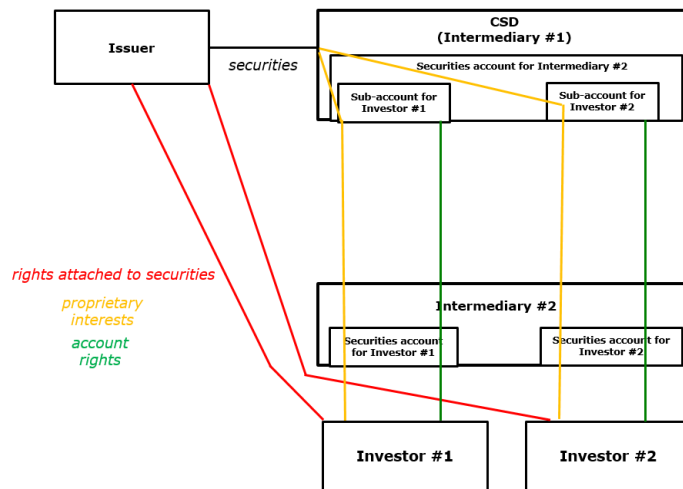 CSD
(Intermediary #1)
Issuer
securities
Securities account for Intermediary #2
Sub-account for
Investor #1
Sub-account for
Investor #2
rights attached to securities
proprietary
interests
account
rights
Intermediary #2
Securities account
for Investor #1
Securities account for
Investor #2
Investor #1
Investor #2